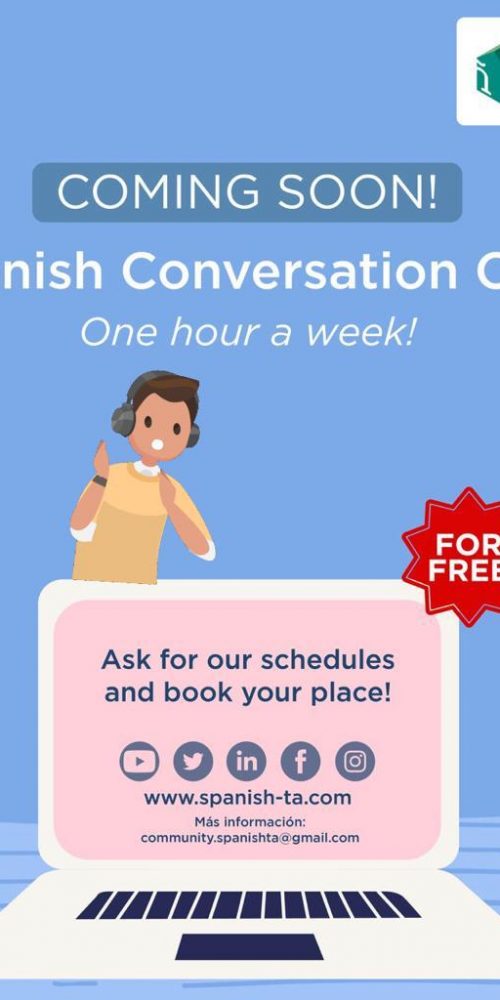 COMING SOON!
nish Conversation C
One hour a week!
FOR
FREE
Ask for our schedules
and book your place!
www.spanish-ta.com
Más información:
community.spanishta@gmail.com